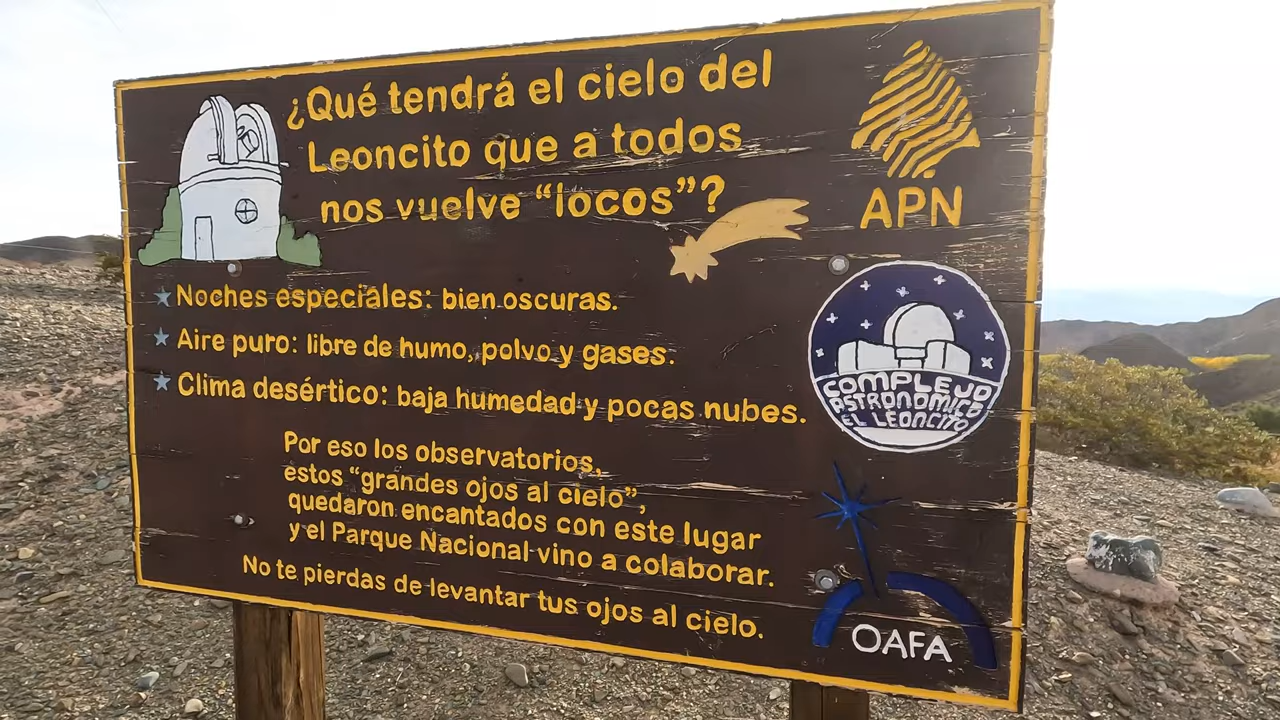 ¿Qué tendrá el cielo del
Leoncito que a todos
nos vuelve “locos”?
APN
Noches especiales: bien oscuras.
Aire puro: libre de humo, polvo y gases.
Clima desértico: baja humedad y pocas nubes.
COMPLEJO
ASTRONOMICO
EL LEONCITO
Por eso los observatorios,
estos “grandes ojos al cielo”,
quedaron encantados con este lugar
y el Parque Nacional vino a colaborar.
No te pierdas de levantar tus ojos al cielo.
OAFA